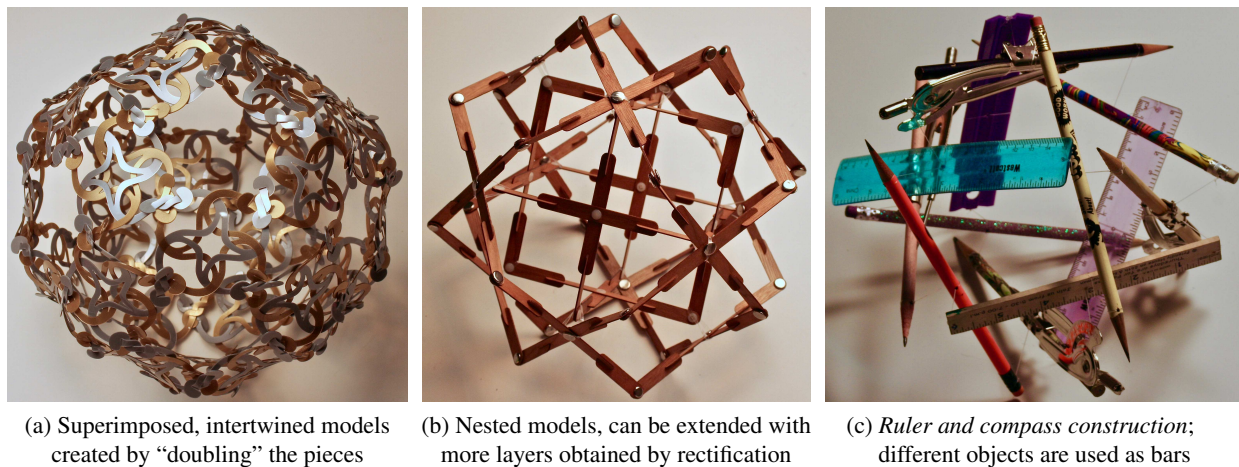 Westcott
(a) Superimposed, intertwined models
created by “doubling” the pieces
(b) Nested models, can be extended with
more layers obtained by rectification
(c) Ruler and compass construction;
different objects are used as bars